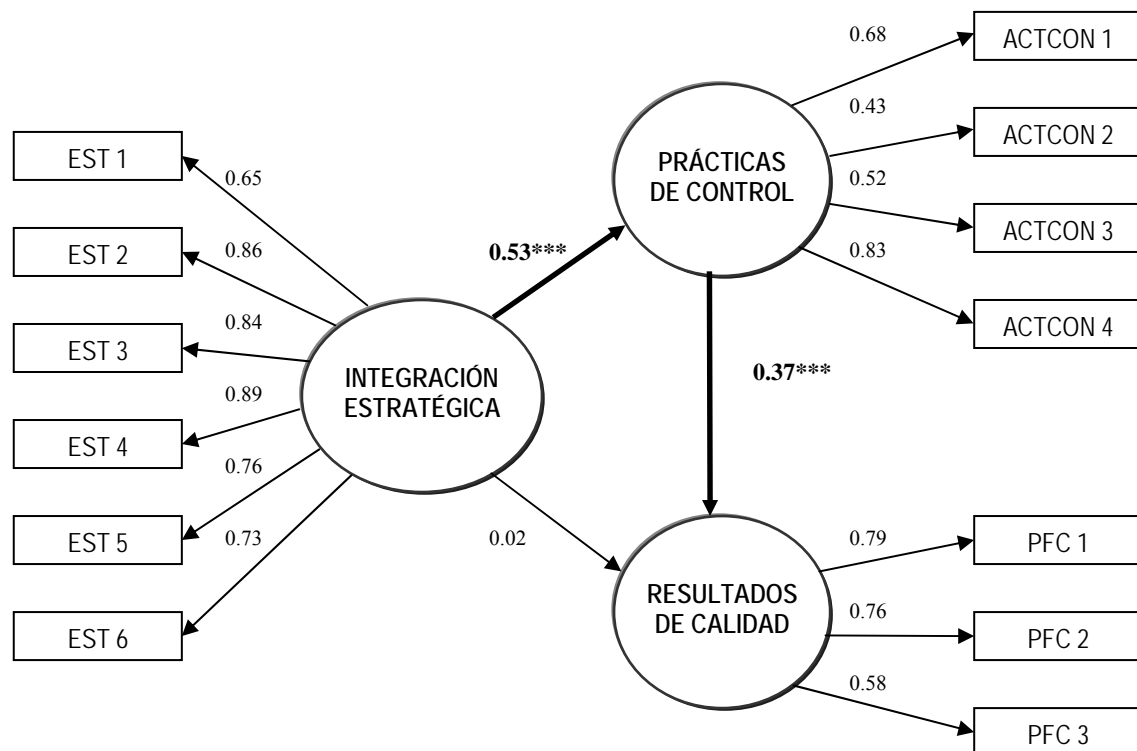 EST 1
EST 2
EST 3
EST 4
EST 5
EST 6
0.65
0.86
0.84
0.89
0.76
0.73
INTEGRACIÓN
ESTRATÉGICA
0.53***
0.02
PRÁCTICAS
DE CONTROL
0.37***
RESULTADOS
DE CALIDAD
0.68
0.43
0.52
0.83
ACTCON 1
ACTCON 2
ACTCON 3
ACTCON 4
0.79
0.76
0.58
PFC 1
PFC 2
PFC 3